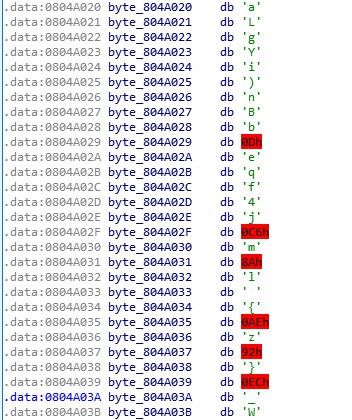 .data:0804A020 byte_804A020 db 'a'
.data:0804A021 byte_804A021 db 'L'
.data:0804A022 byte_804A022 db 'g'
.data:0804A023 byte_804A023 db 'Y'
.data:0804A024 byte_804A024 db 'i'
.data:0804A025 byte_804A025 db ')'
.data:0804A026 byte_804A026 db 'n'
.data:0804A027 byte_804A027 db 'B'
.data:0804A028 byte_804A028 db 'b'
.data:0804A029 byte_804A029 db 0Dh
.data:0804A02A byte_804A02A db 'e'
.data:0804A02B byte_804A02B db 'q'
.data:0804A02C byte_804A02C db 'f'
.data:0804A02D byte_804A02D db '4'
.data:0804A02E byte_804A02E db 'j'
.data:0804A02F byte_804A02F db 0C6h
.data:0804A030 byte_804A030 db 'm'
.data:0804A031 byte_804A031 db 8Ah
.data:0804A032 byte_804A032 db 'l'
.data:0804A033 byte_804A033 db ' '
.data:0804A034 byte_804A034 db '{'
.data:0804A035 byte_804A035 db 0AEh
.data:0804A036 byte_804A036 db 'z'
.data:0804A037 byte_804A037 db 92h
.data:0804A038 byte_804A038 db '}'
.data:0804A039 byte_804A039 db 0ECh
.data:0804A03A byte_804A03A db '_'
.data:0804A03B byte_804A03B db 'W'